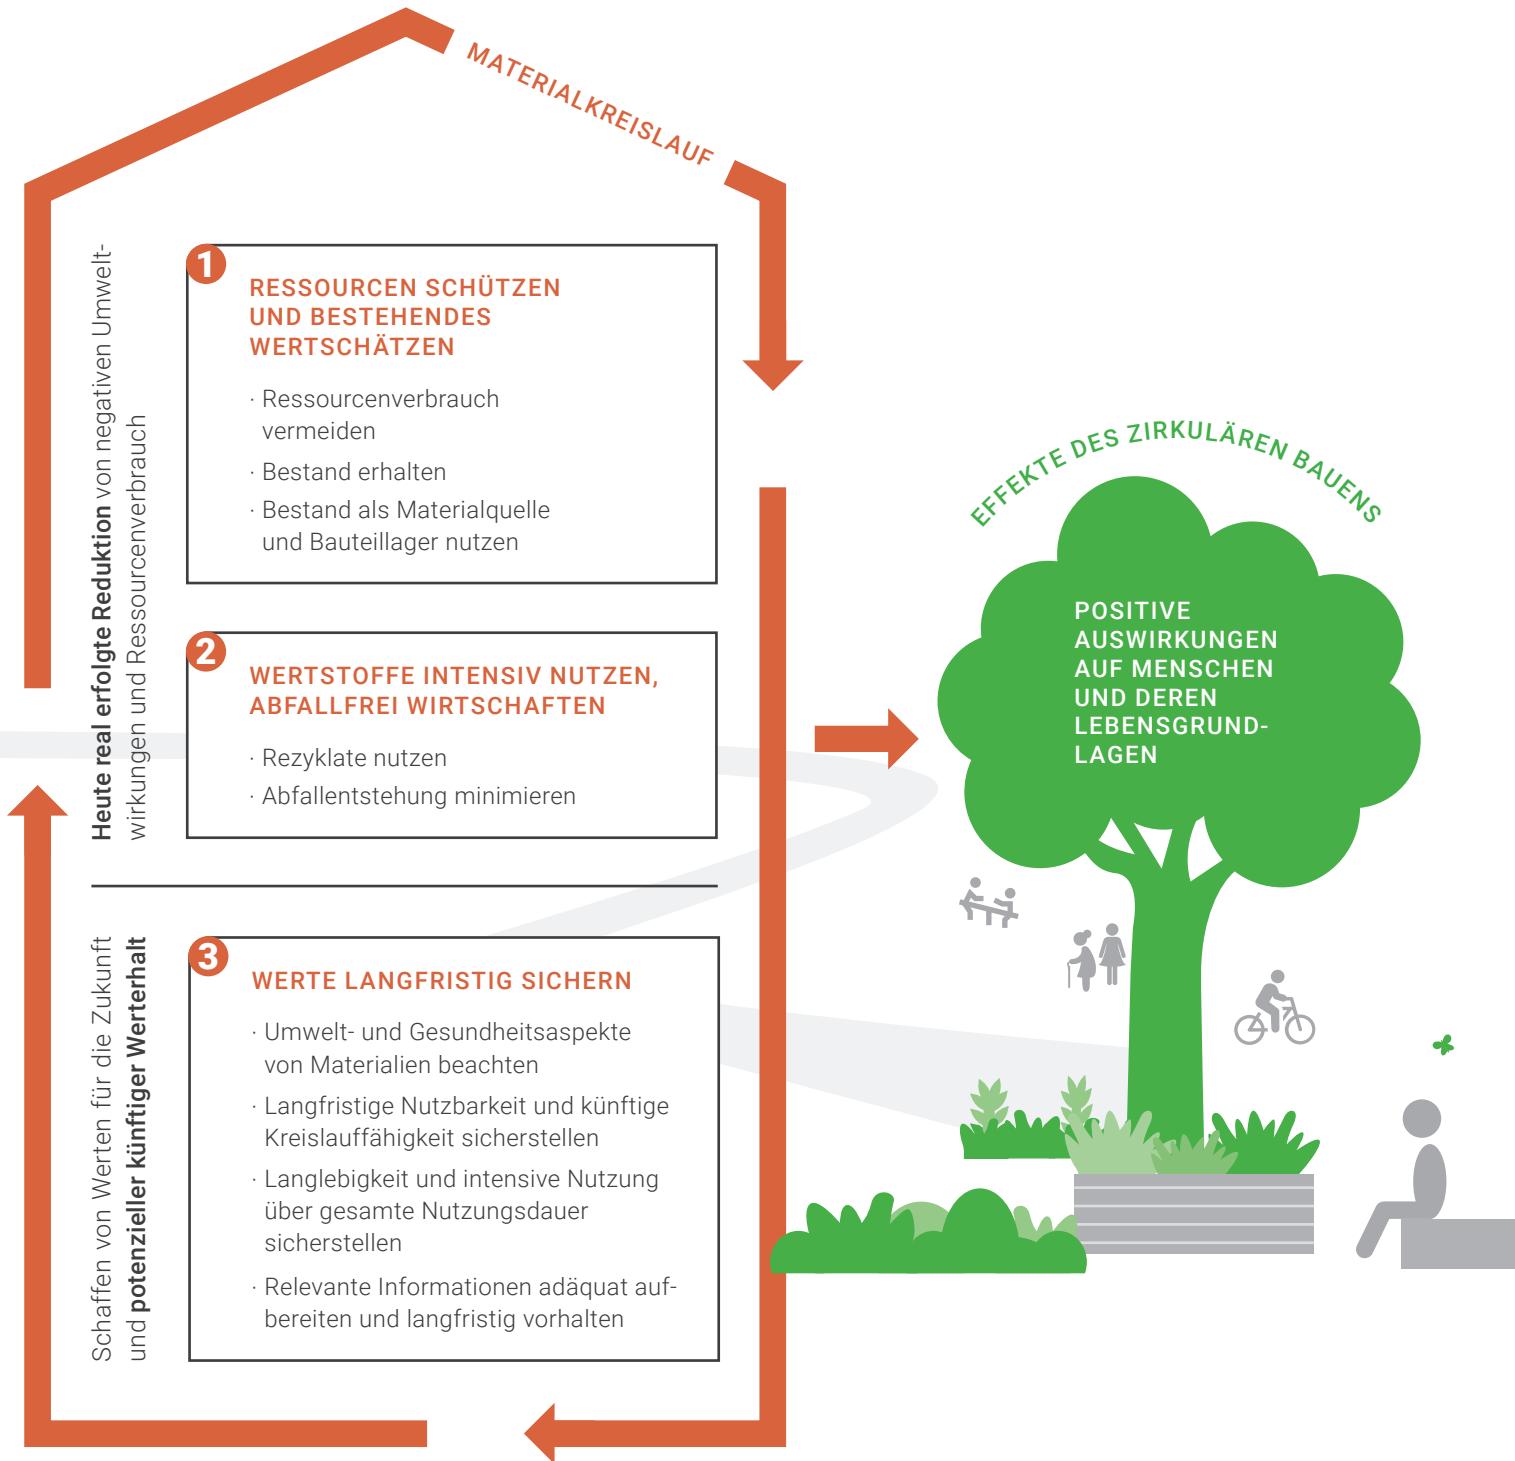 MATERIALKREISLAUF
Heute real erfolgte Reduktion von negativen Umwelt-
wirkungen und Ressourcenverbrauch
1
RESSOURCEN SCHÜTZEN
UND BESTEHENDES
WERTSCHÄTZEN
· Ressourcenverbrauch
vermeiden
· Bestand erhalten
· Bestand als Materialquelle
und Bauteillager nutzen
2
WERTSTOFFE INTENSIV NUTZEN,
ABFALLFREI WIRTSCHAFTEN
· Rezyklate nutzen
· Abfallentstehung minimieren
Schaffen von Werten für die Zukunft
und potenzieller künftiger Werterhalt
3
WERTE LANGFRISTIG SICHERN
· Umwelt- und Gesundheitsaspekte
von Materialien beachten
· Langfristige Nutzbarkeit und künftige
Kreislauffähigkeit sicherstellen
· Langlebigkeit und intensive Nutzung
über gesamte Nutzungsdauer
sicherstellen
· Relevante Informationen adäquat auf-
bereiten und langfristig vorhalten
EFFEKTE DES ZIRKULÄREN BAUENS
POSITIVE
AUSWIRKUNGEN
AUF MENSCHEN
UND DEREN
LEBENSGRUND-
LAGEN